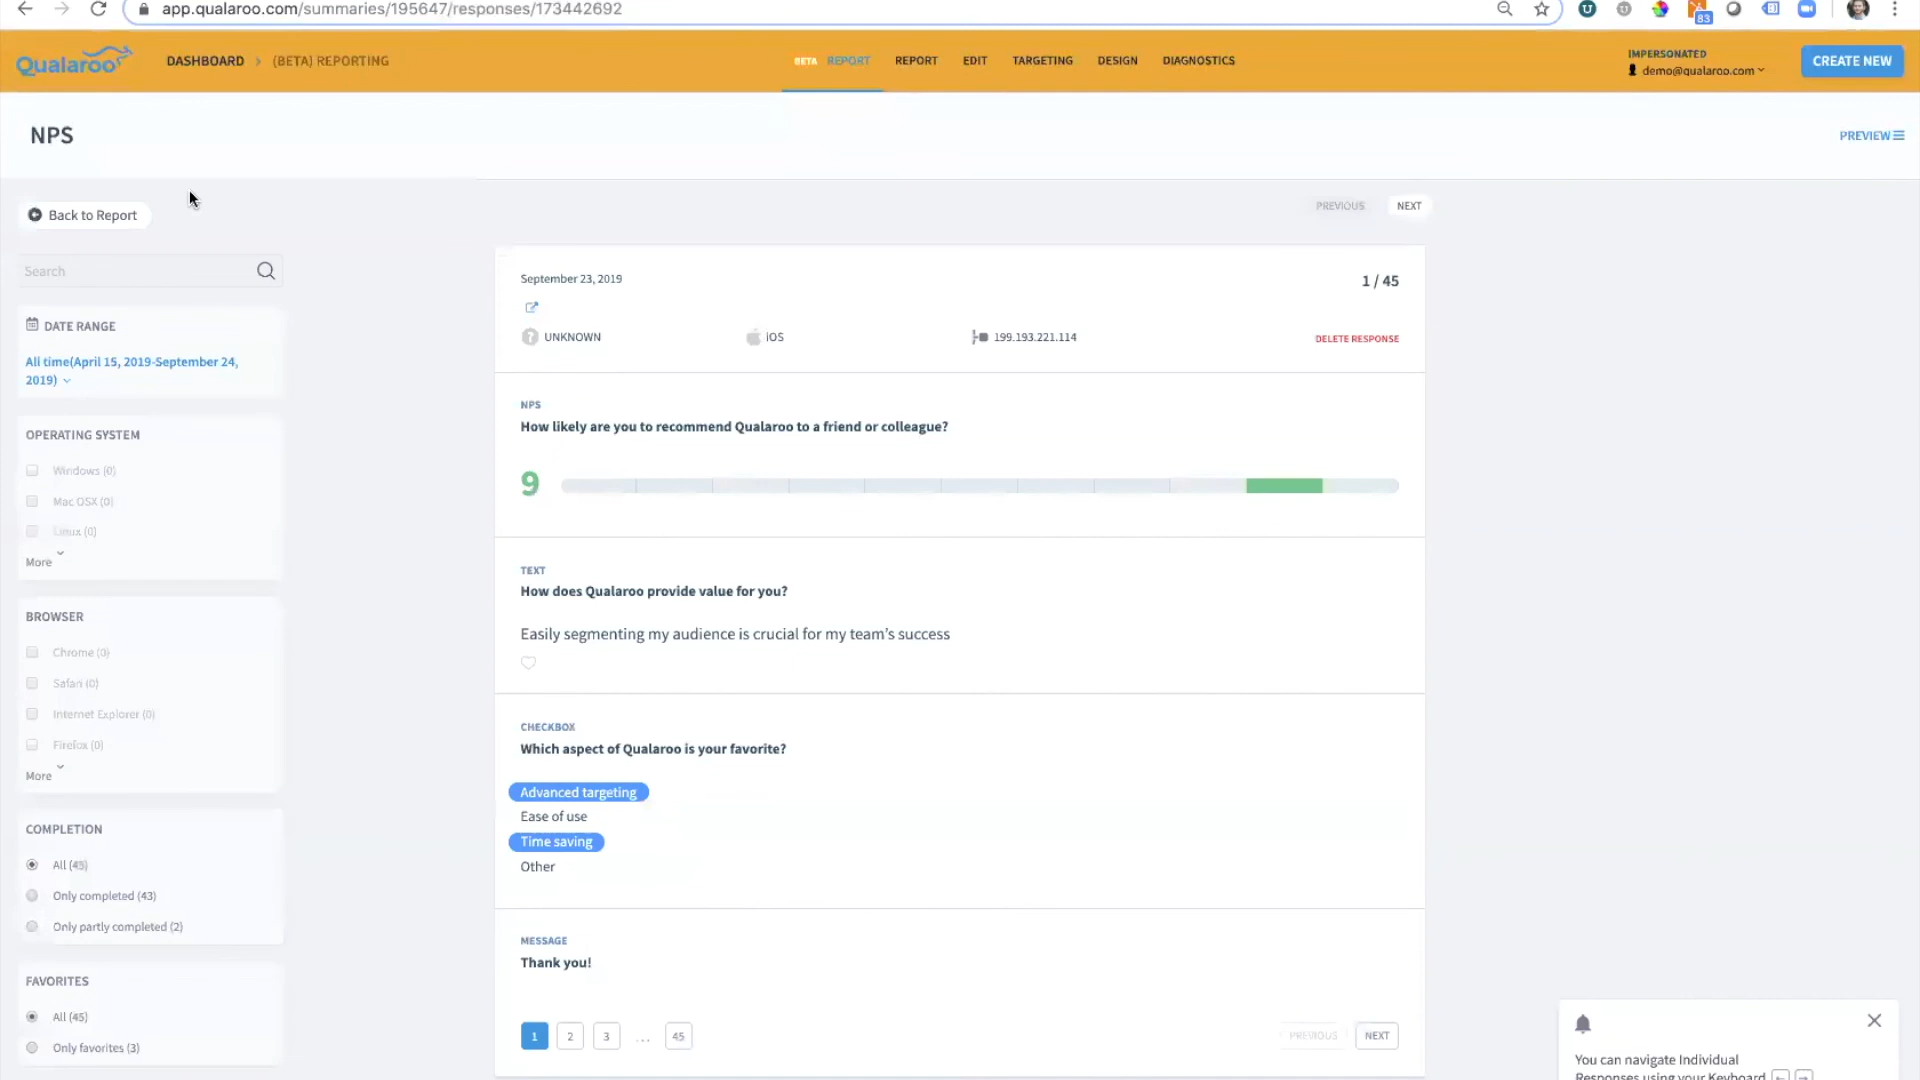 app.qualaroo.com/summaries/195647/responses/173442692
83
Qualaroo
DASHBOARD > (BETA) REPORTING
BETA REPORT
REPORT
EDIT
TARGETING
DESIGN
DIAGNOSTICS
IMPERSONATED
demo@qualaroo.com
CREATE NEW
NPS
PREVIEW
Back to Report
PREVIOUS
NEXT
Search
DATE RANGE
All time(April 15, 2019-September 24,
2019)
OPERATING SYSTEM
Windows (0)
Mac OSX (0)
Linux (0)
More
BROWSER
Chrome (0)
Safari (0)
Internet Explorer (0)
Firefox (0)
More
COMPLETION
All (45)
Only completed (43)
Only partly completed (2)
FAVORITES
All (45)
Only favorites (3)
September 23, 2019
1 / 45
UNKNOWN
iOS
199.193.221.114
DELETE RESPONSE
NPS
How likely are you to recommend Qualaroo to a friend or colleague?
9
TEXT
How does Qualaroo provide value for you?
Easily segmenting my audience is crucial for my team's success
CHECKBOX
Which aspect of Qualaroo is your favorite?
Advanced targeting
Ease of use
Time saving
Other
MESSAGE
Thank you!
1
2
3
...
45
PREVIOUS
NEXT
You can navigate Individual
Responses using your Keyboard